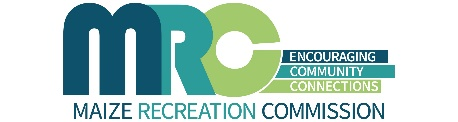 MRC
ENCOURAGING
COMMUNITY
CONNECTIONS
MAIZE RECREATION COMMISSION